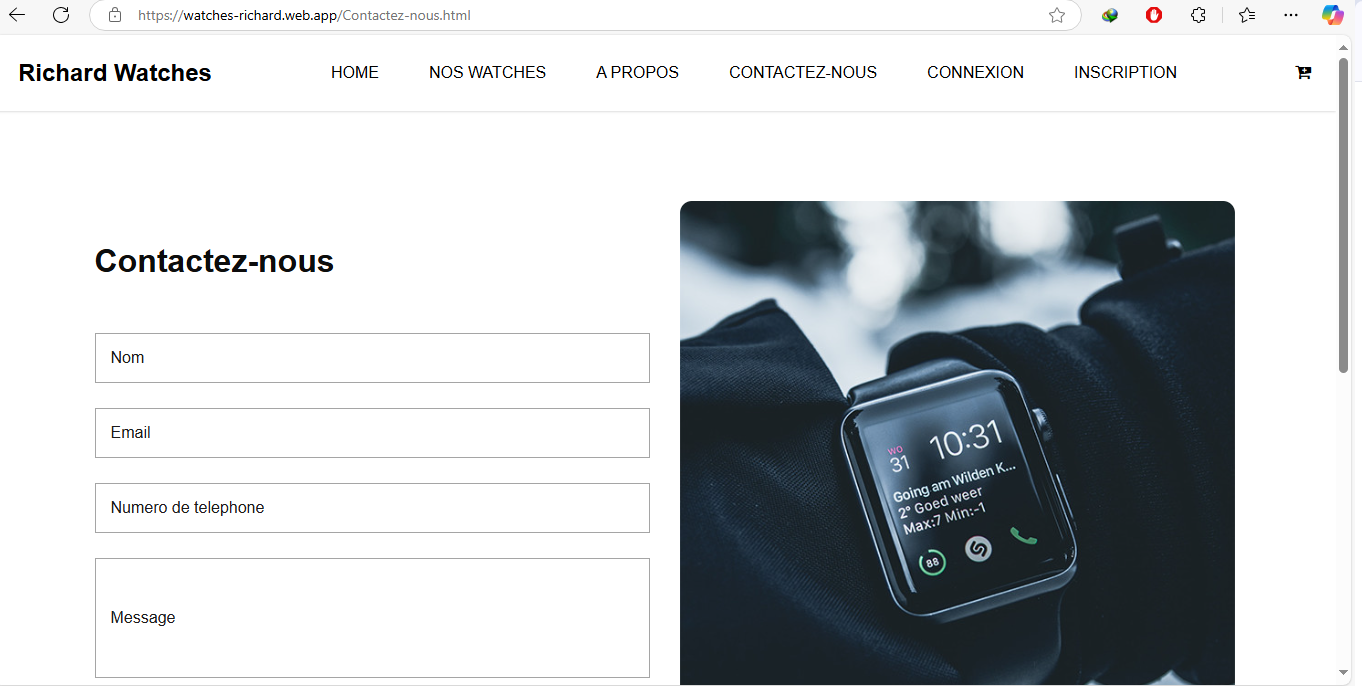 https://watches-richard.web.app/Contactez-nous.html
Richard Watches HOME NOS WATCHES A PROPOS CONTACTEZ-NOUS CONNEXION INSCRIPTION
Contactez-nous
Nom
Email
Numero de telephone
Message
WO
31 10:31
Going am Wilden K...
2° Goed weer
Max:7 Min:-1
88